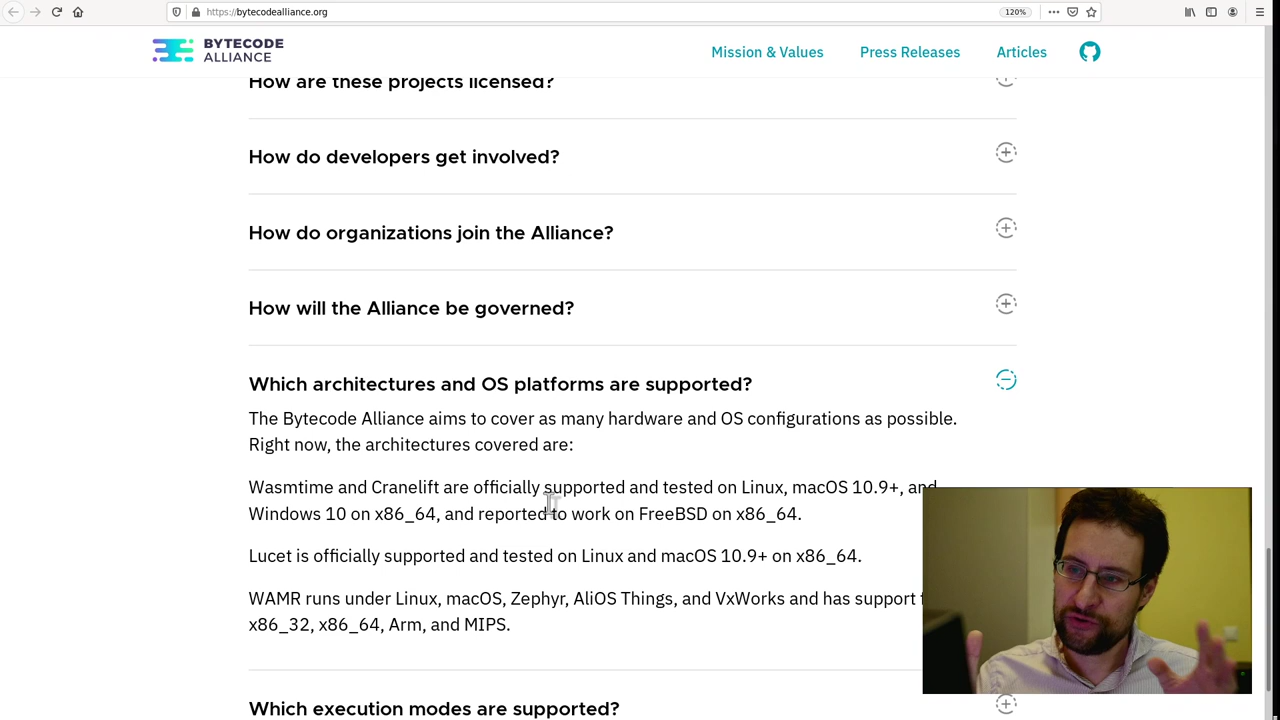 https://bytecodealliance.org
120%
BYTECODE
ALLIANCE
Mission & Values
Press Releases
Articles
How are these projects licensed?
How do developers get involved?
How do organizations join the Alliance?
How will the Alliance be governed?
Which architectures and OS platforms are supported?
The Bytecode Alliance aims to cover as many hardware and OS configurations as possible.
Right now, the architectures covered are:
Wasmtime and Cranelift are officially supported and tested on Linux, macOS 10.9+, and
Windows 10 on x86_64, and reported to work on FreeBSD on x86_64.
Lucet is officially supported and tested on Linux and macOS 10.9+ on x86_64.
WAMR runs under Linux, macOS, Zephyr, AliOS Things, and VxWorks and has support
x86_32, x86_64, Arm, and MIPS.
Which execution modes are supported?